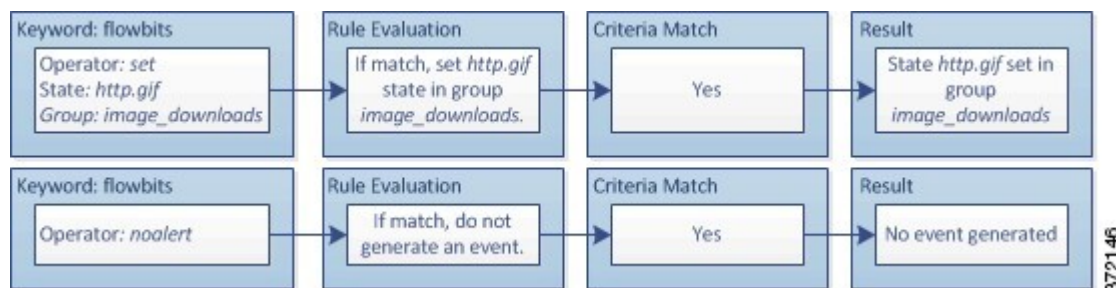 Keyword: flowbits
Operator: set
State: http.gif
Group: image_downloads
Rule Evaluation
If match, set http.gif
state in group
image_downloads.
Criteria Match
Yes
Result
State http.gif set in
group
image_downloads
Keyword: flowbits
Operator: noalert
Rule Evaluation
If match, do not
generate an event.
Criteria Match
Yes
Result
No event generated
372146